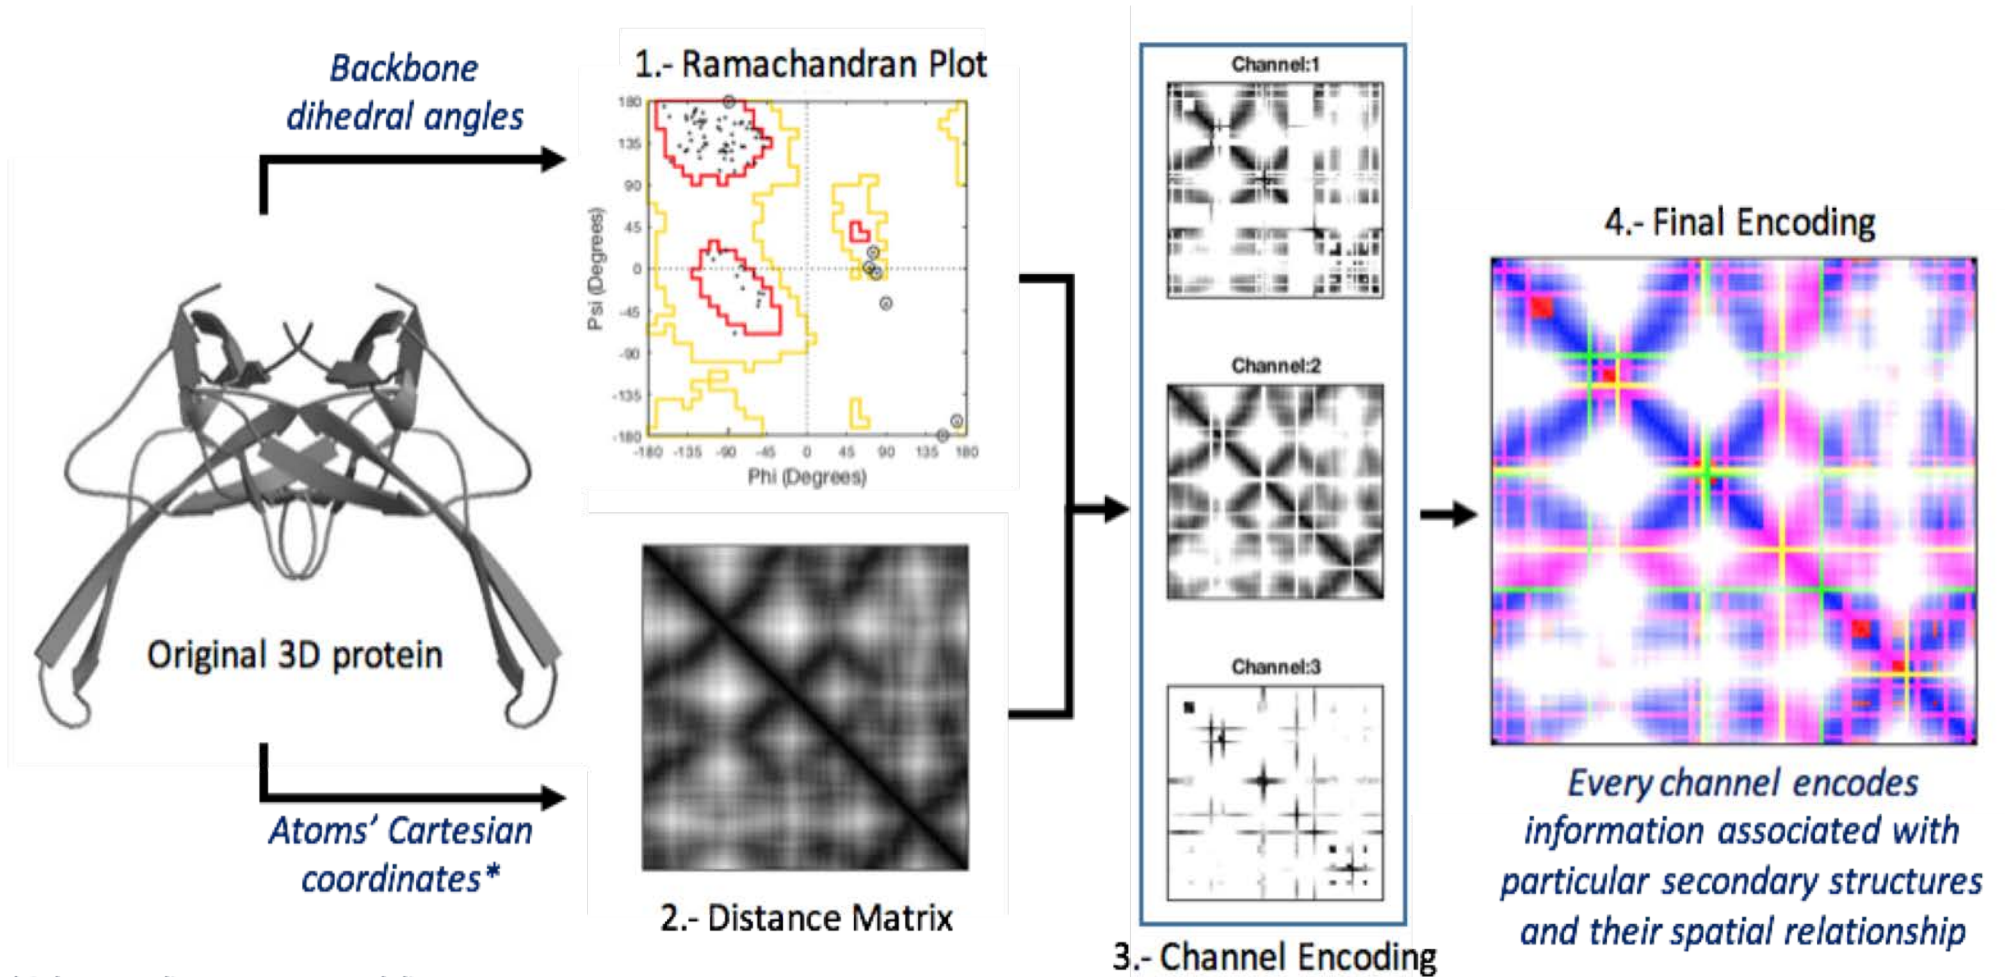 Backbone
dihedral angles
1.- Ramachandran Plot
180
135
90
45
0
-45
-90
-135
-180
Psi (Degrees)
-180 -135 -90 -45 0 45 90 135 180
Phi (Degrees)
Original 3D protein
Atoms’ Cartesian
coordinates*
2.- Distance Matrix
Channel:1
Channel:2
Channel:3
3.- Channel Encoding
4.- Final Encoding
Every channel encodes
information associated with
particular secondary structures
and their spatial relationship